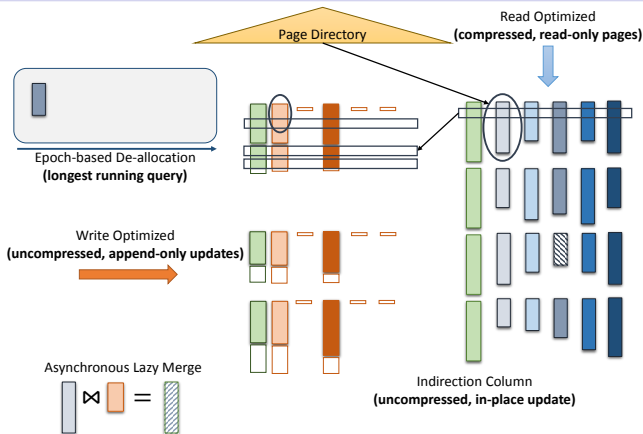 Page Directory
Read Optimized
(compressed, read-only pages)
Epoch-based De-allocation
(longest running query)
Write Optimized
(uncompressed, append-only updates)
Asynchronous Lazy Merge
⋈ =
Indirection Column
(uncompressed, in-place update)